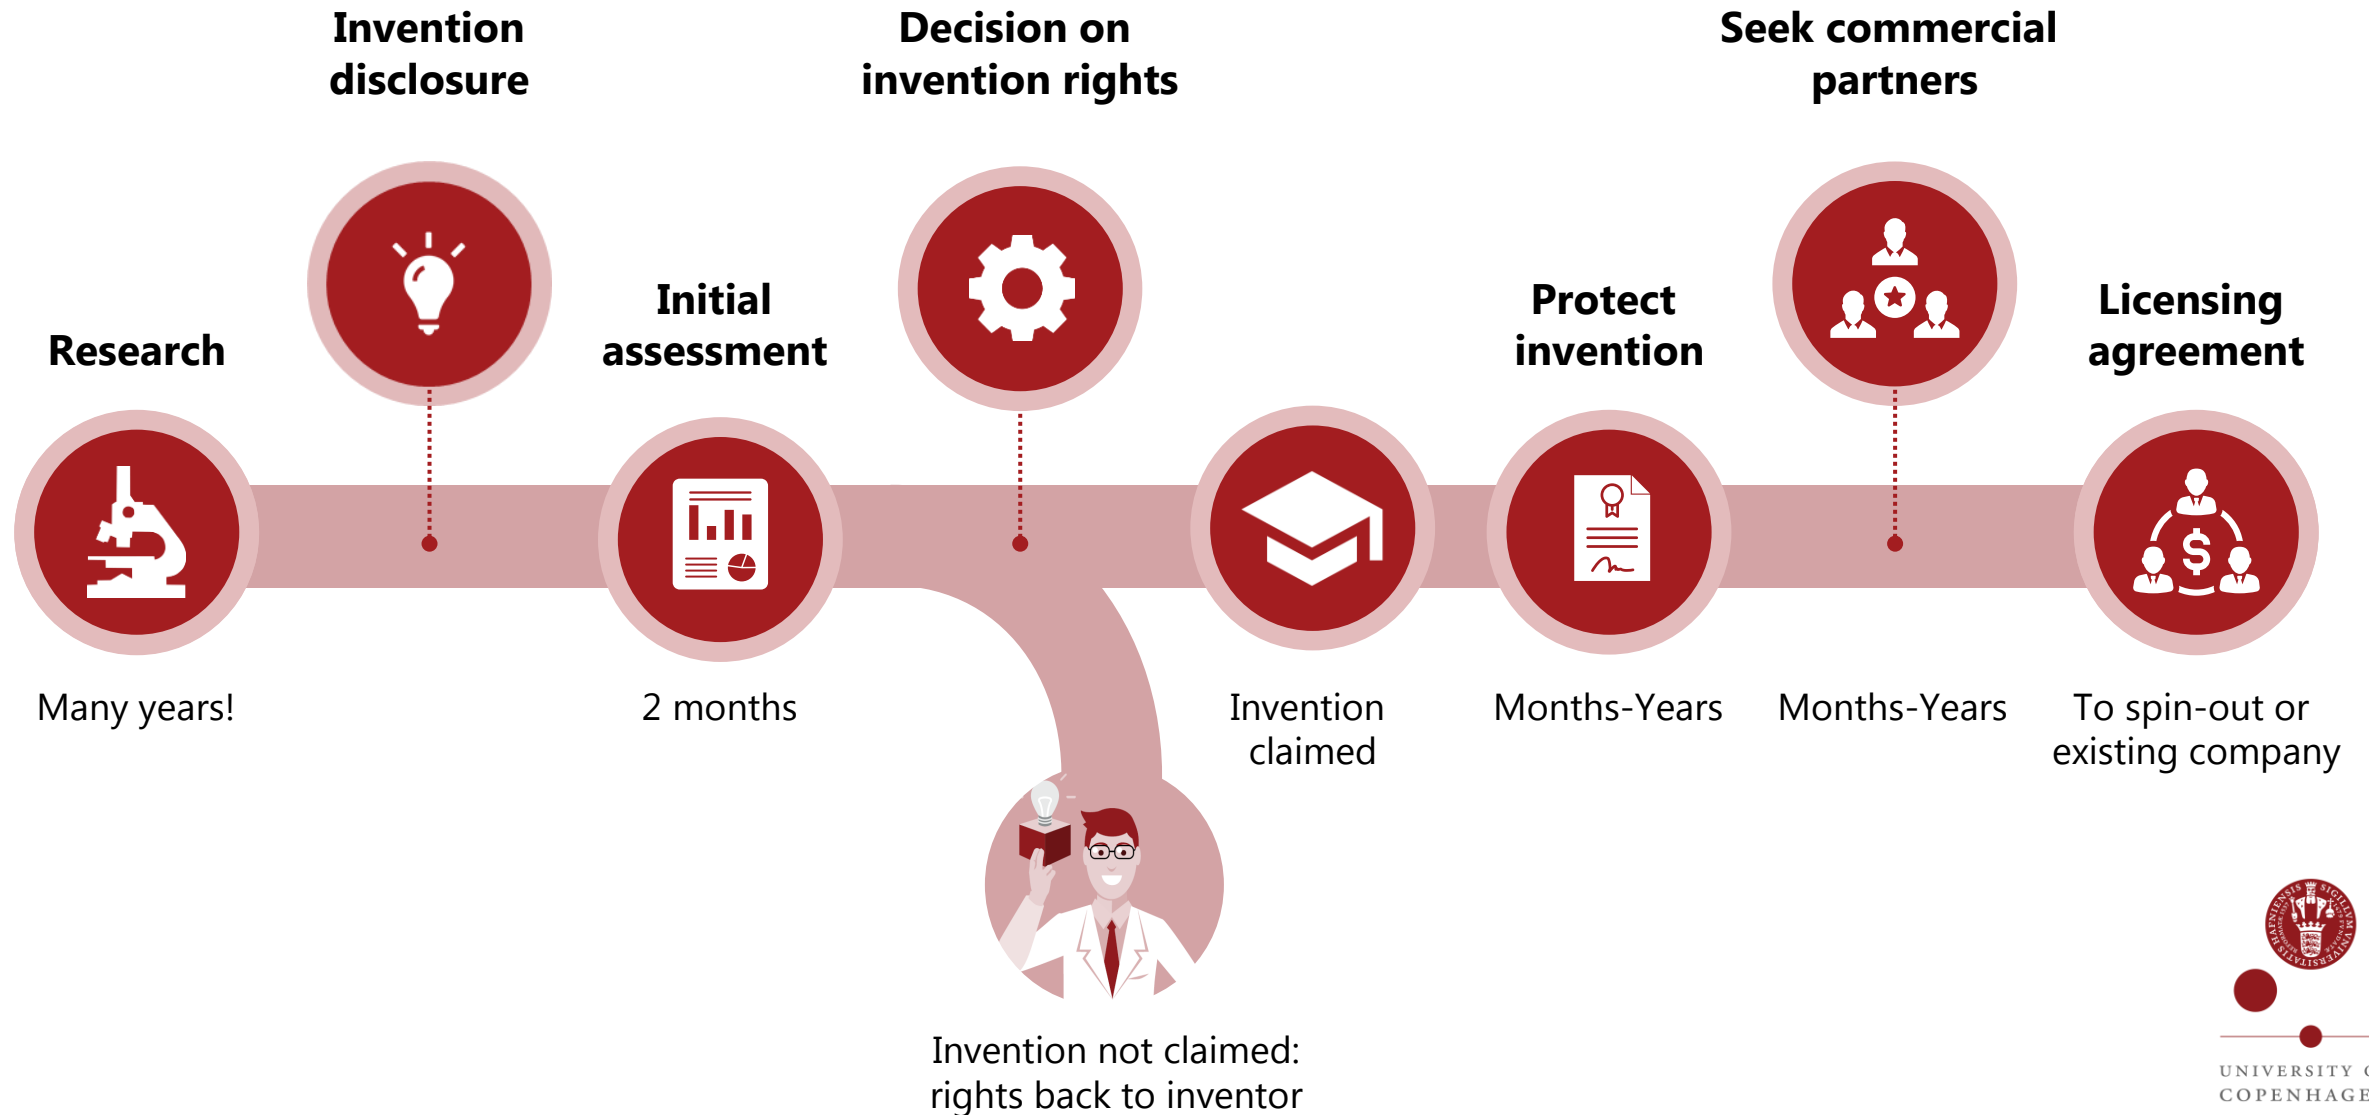 Invention
disclosure
Decision on
invention rights
Seek commercial
partners
Research
Initial
assessment
Protect
invention
Licensing
agreement
Many years!
2 months
Invention
claimed
Months-Years
Months-Years
To spin-out or
existing company
Invention not claimed:
rights back to inventor
UNIVERSITY
COPENHAGE